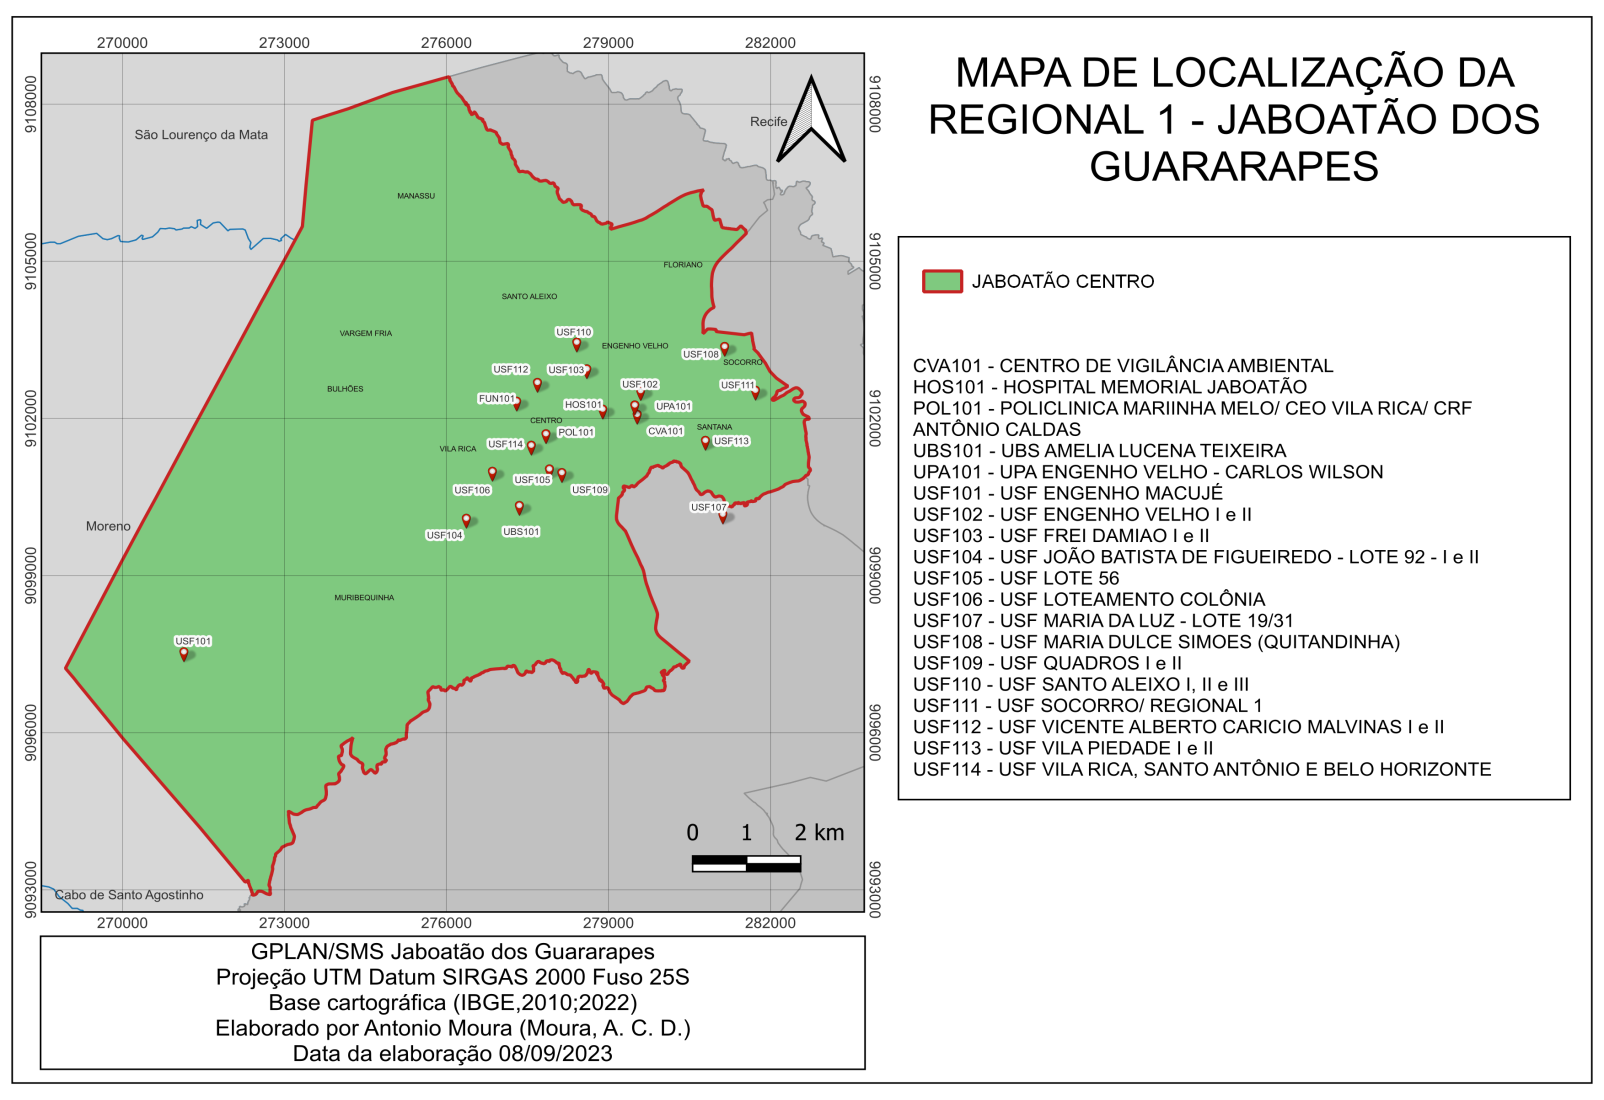 270000 273000 276000 279000 282000
9108000 9108000
9105000 9105000
9102000 9102000
9099000 9099000
9096000 9096000
9093000 9093000
São Lourenço da Mata
Recife
MANASSU
FLORIANO
SANTO ALEIXO
VARGEM FRIA
USF110
ENGENHO VELHO
USF108
SOCORRO
USF112
USF103
BULHÕES
USF102
USF111
FUN101
HOS101
UPA101
CENTRO
POL101
CVA101
SANTANA
USF113
VILA RICA
USF114
USF105
USF106
USF109
USF107
USF104
UBS101
Moreno
MURIBEQUINHA
USF101
0 1 2 km
Cabo de Santo Agostinho
270000 273000 276000 279000 282000
GPLAN/SMS Jaboatão dos Guararapes
Projeção UTM Datum SIRGAS 2000 Fuso 25S
Base cartográfica (IBGE,2010;2022)
Elaborado por Antonio Moura (Moura, A. C. D.)
Data da elaboração 08/09/2023
MAPA DE LOCALIZAÇÃO DA
REGIONAL 1 - JABOATÃO DOS
GUARARAPES
JABOATÃO CENTRO
CVA101 - CENTRO DE VIGILÂNCIA AMBIENTAL
HOS101 - HOSPITAL MEMORIAL JABOATÃO
POL101 - POLICLINICA MARIINHA MELO/ CEO VILA RICA/ CRF
ANTÔNIO CALDAS
UBS101 - UBS AMELIA LUCENA TEIXEIRA
UPA101 - UPA ENGENHO VELHO - CARLOS WILSON
USF101 - USF ENGENHO MACUJÉ
USF102 - USF ENGENHO VELHO I e II
USF103 - USF FREI DAMIAO I e II
USF104 - USF JOÃO BATISTA DE FIGUEIREDO - LOTE 92 - I e II
USF105 - USF LOTE 56
USF106 - USF LOTEAMENTO COLÔNIA
USF107 - USF MARIA DA LUZ - LOTE 19/31
USF108 - USF MARIA DULCE SIMOES (QUITANDINHA)
USF109 - USF QUADROS I e II
USF110 - USF SANTO ALEIXO I, II e III
USF111 - USF SOCORRO/ REGIONAL 1
USF112 - USF VICENTE ALBERTO CARICIO MALVINAS I e II
USF113 - USF VILA PIEDADE I e II
USF114 - USF VILA RICA, SANTO ANTÔNIO E BELO HORIZONTE